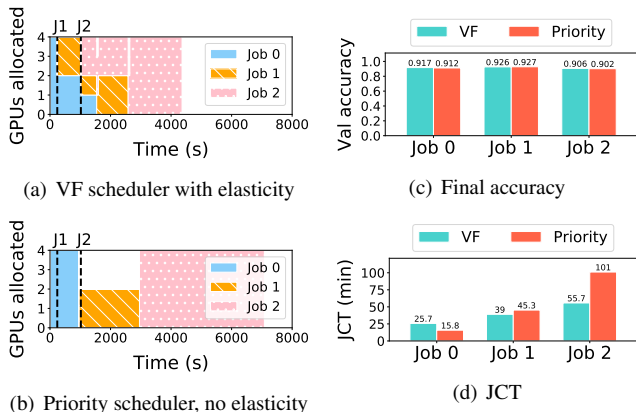 J1 J2
GPUs allocated
4
3
2
1
0
Job 0
Job 1
Job 2
0 2000 4000 6000 8000
Time (s)
(a) VF scheduler with elasticity
VF Priority
Val accuracy
1.0
0.8
0.6
0.4
0.2
0.0
0.917 0.912 0.926 0.927 0.906 0.902
Job 0 Job 1 Job 2
(c) Final accuracy
J1 J2
GPUs allocated
4
3
2
1
0
Job 0
Job 1
Job 2
0 2000 4000 6000 8000
Time (s)
(b) Priority scheduler, no elasticity
VF Priority
JCT (min)
100
75
50
25
0
25.7 15.8 39 45.3 55.7 101
Job 0 Job 1 Job 2
(d) JCT